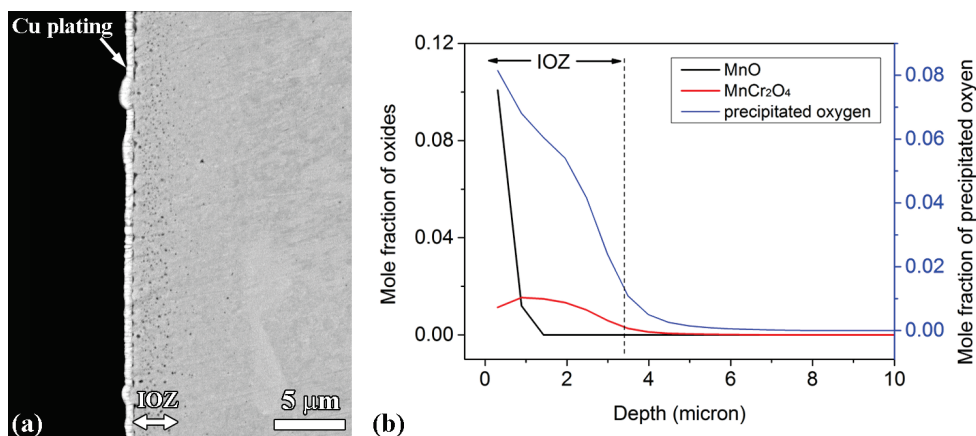 (a)
Cu plating
IOZ
5 μm
(b)
0.12
0.08
0.04
0.00
Mole fraction of oxides
IOZ
MnO
MnCr₂O₄
precipitated oxyen
0.08
0.06
0.04
0.02
0.00
Mole fraction of precipitated oxyen
0
2
4
6
8
10
Depth (micron)